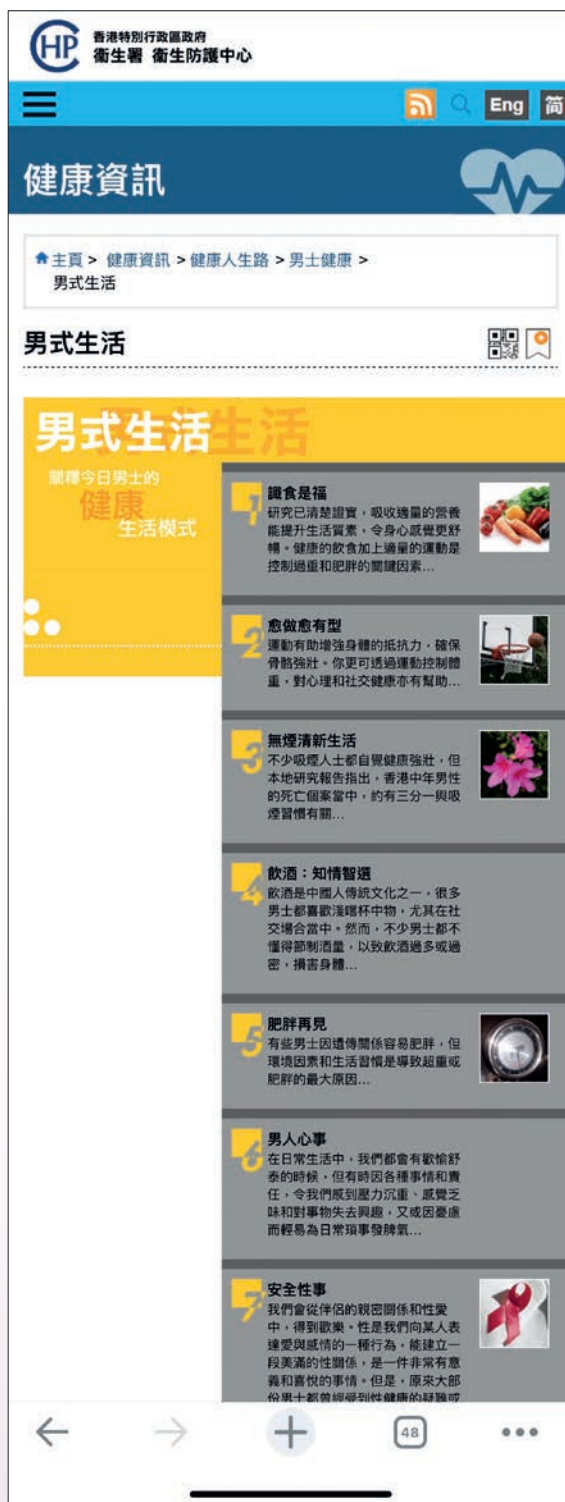 CHP
香港特別行政區政府
衞生署 衞生防護中心
Eng 简
健康資訊
主頁 > 健康資訊 > 健康人生路 > 男士健康 >
男式生活
男式生活
男式生活
闡釋今日男士的
健康
生活模式
1
識食是福
研究已清楚證實，吸收適量的營養
能提升生活質素，令身心感覺更舒
暢。健康的飲食加上適量的運動是
控制過重和肥胖的關鍵因素...
2
愈做愈有型
運動有助增強身體的抵抗力，確保
骨骼強壯。你更可透過運動控制體
重，對心理和社交健康亦有幫助...
3
無煙清新生活
不少吸煙人士都自覺健康強壯，但
本地研究報告指出，香港中年男性
的死亡個案當中，約有三分一與吸
煙習慣有關...
4
飲酒：知情智選
飲酒是中國人傳統文化之一，很多
男士都喜歡淺嚐杯中物，尤其在社
交場合當中。然而，不少男士都不
懂得節制酒量，以致飲酒過多或過
密，損害身體...
5
肥胖再見
有些男士因遺傳關係容易肥胖，但
環境因素和生活習慣是導致超重或
肥胖的最大原因...
6
男人心事
在日常生活中，我們都會有歡愉舒
泰的時候，但有時因各種事情和責
任，令我們感到壓力沉重、感覺乏
味和對事物失去興趣，又或因憂慮
而輕易為日常瑣事發脾氣...
7
安全性事
我們會從伴侶的親密關係和性愛
中，得到歡樂。性是我們向某人表
達愛與感情的一種行為，能建立一
段美滿的性關係，是一件非常有意
義和喜悅的事情。但是，原來大部
份男士都曾經受到性健康的疑難或
48